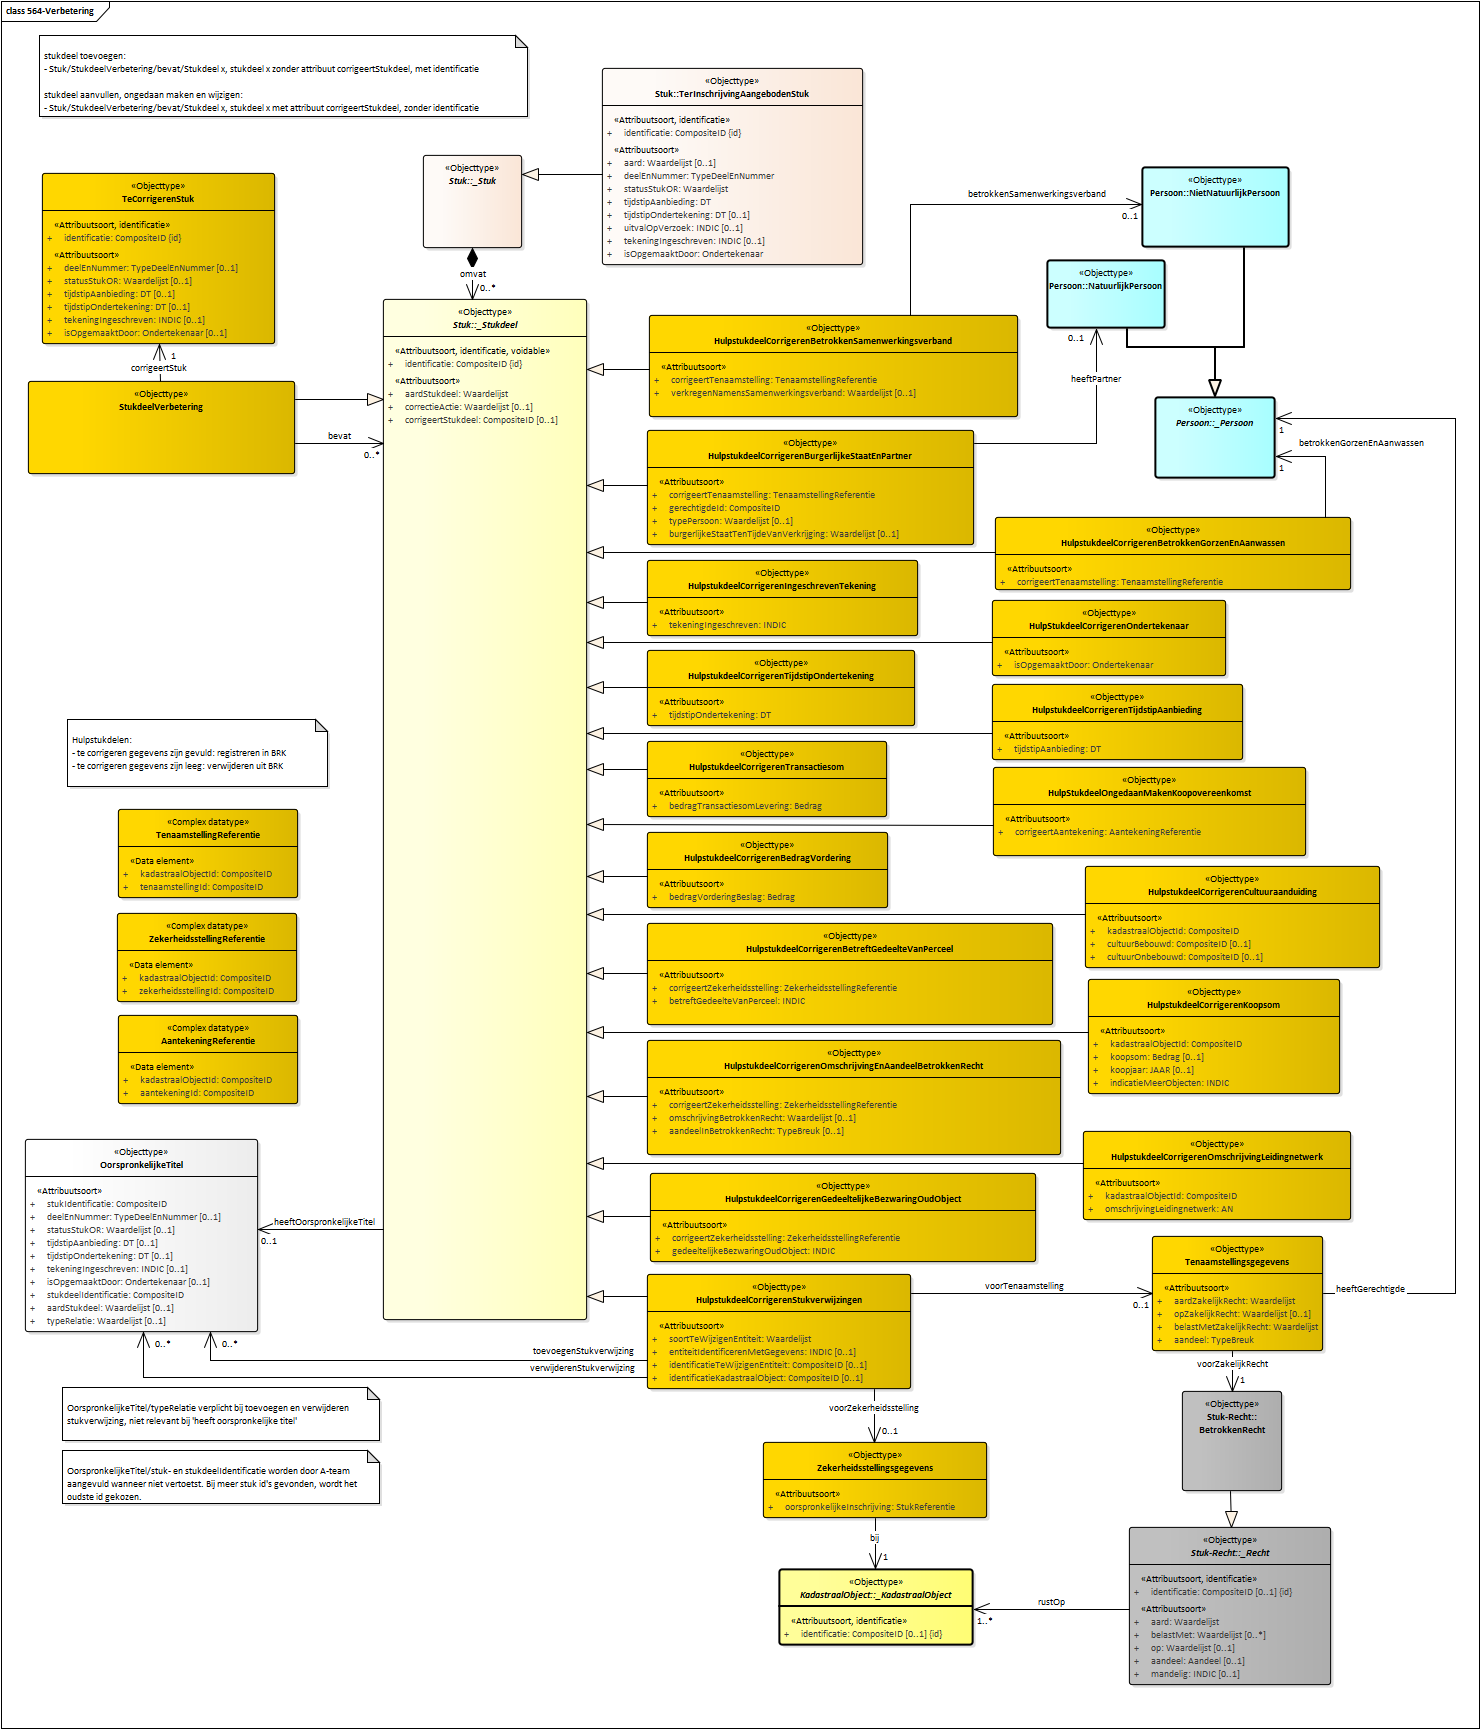 class 564-Verbetering
stukdeel toevoegen:
- Stuk/StukdeelVerbetering/bevat/Stukdeel x, stukdeel x zonder attribuut corrigeertStukdeel, met identificatie
stukdeel aanvullen, ongedaan maken en wijzigen:
- Stuk/StukdeelVerbetering/bevat/Stukdeel x, stukdeel x met attribuut corrigeertStukdeel, zonder identificatie
«Objecttype»
Stuk::TerInschrijvingAangebodenStuk
«Attribuutsoort, identificatie»
+ identificatie: CompositeID {id}
«Attribuutsoort»
+ aard: Waardelijst [0..1]
+ deelEnNummer: TypeDeelEnNummer
+ statusStukOR: Waardelijst
+ tijdstipAanbieding: DT
+ tijdstipOndertekening: DT [0..1]
+ uitvalOpVerzoek: INDIC [0..1]
+ tekeningIngeschreven: INDIC [0..1]
+ isOpgemaaktDoor: Ondertekenaar
«Objecttype»
Stuk::_Stuk
omvat
0..*
«Objecttype»
TeCorrigerenStuk
«Attribuutsoort, identificatie»
+ identificatie: CompositeID {id}
«Attribuutsoort»
+ deelEnNummer: TypeDeelEnNummer [0..1]
+ statusStukOR: Waardelijst [0..1]
+ tijdstipAanbieding: DT [0..1]
+ tijdstipOndertekening: DT [0..1]
+ tekeningIngeschreven: INDIC [0..1]
+ isOpgemaaktDoor: Ondertekenaar [0..1]
1
corrigeertStuk
«Objecttype»
StukdeelVerbetering
bevat
0..*
«Objecttype»
Stuk::_Stukdeel
«Attribuutsoort, identificatie, voidable»
+ identificatie: CompositeID {id}
«Attribuutsoort»
+ aardStukdeel: Waardelijst
+ correctieActie: Waardelijst [0..1]
+ corrigeertStukdeel: CompositeID [0..1]
betrokkenSamenwerkingsverband
0..1
«Objecttype»
Persoon::NietNatuurlijkPersoon
«Objecttype»
Persoon::NatuurlijkPersoon
0..1
heeftPartner
«Objecttype»
Persoon::_Persoon
1
betrokkenGorzenEnAanwassen
1
«Objecttype»
HulpstukdeelCorrigerenBetrokkenSamenwerkingsverband
«Attribuutsoort»
+ corrigeertTenaamstelling: TenaamstellingReferentie
+ verkregenNamensSamenwerkingsverband: Waardelijst [0..1]
«Objecttype»
HulpstukdeelCorrigerenBurgerlijkeStaatEnPartner
«Attribuutsoort»
+ corrigeertTenaamstelling: TenaamstellingReferentie
+ gerechtigdeId: CompositeID
+ typePersoon: Waardelijst [0..1]
+ burgerlijkeStaatTenTijdeVanVerkrijging: Waardelijst [0..1]
«Objecttype»
HulpstukdeelCorrigerenBetrokkenGorzenEnAanwassen
«Attribuutsoort»
+ corrigeertTenaamstelling: TenaamstellingReferentie
«Objecttype»
HulpstukdeelCorrigerenIngeschrevenTekening
«Attribuutsoort»
+ tekeningIngeschreven: INDIC
«Objecttype»
HulpStukdeelCorrigerenOndertekenaar
«Attribuutsoort»
+ isOpgemaaktDoor: Ondertekenaar
«Objecttype»
HulpstukdeelCorrigerenTijdstipOndertekening
«Attribuutsoort»
+ tijdstipOndertekening: DT
«Objecttype»
HulpstukdeelCorrigerenTijdstipAanbieding
«Attribuutsoort»
+ tijdstipAanbieding: DT
Hulpstukdelen:
- te corrigeren gegevens zijn gevuld: registreren in BRK
- te corrigeren gegevens zijn leeg: verwijderen uit BRK
«Objecttype»
HulpstukdeelCorrigerenTransactiesom
«Attribuutsoort»
+ bedragTransactiesomLevering: Bedrag
«Objecttype»
HulpStukdeelOngedaanMakenKoopovereenkomst
«Attribuutsoort»
+ corrigeertAantekening: AantekeningReferentie
«Complex datatype»
TenaamstellingReferentie
«Data element»
+ kadastraalObjectId: CompositeID
+ tenaamstellingId: CompositeID
«Objecttype»
HulpstukdeelCorrigerenBedragVordering
«Attribuutsoort»
+ bedragVorderingBeslag: Bedrag
«Objecttype»
HulpstukdeelCorrigerenCultuuraanduiding
«Attribuutsoort»
+ kadastraalObjectId: CompositeID
+ cultuurBebouwd: CompositeID [0..1]
+ cultuurOnbebouwd: CompositeID [0..1]
«Complex datatype»
ZekerheidsstellingReferentie
«Data element»
+ kadastraalObjectId: CompositeID
+ zekerheidsstellingId: CompositeID
«Objecttype»
HulpstukdeelCorrigerenBetreftGedeelteVanPerceel
«Attribuutsoort»
+ corrigeertZekerheidsstelling: ZekerheidsstellingReferentie
+ betreftGedeelteVanPerceel: INDIC
«Objecttype»
HulpstukdeelCorrigerenKoopsom
«Attribuutsoort»
+ kadastraalObjectId: CompositeID
+ koopsom: Bedrag [0..1]
+ koopjaar: JAAR [0..1]
+ indicatieMeerObjecten: INDIC
«Complex datatype»
AantekeningReferentie
«Data element»
+ kadastraalObjectId: CompositeID
+ aantekeningId: CompositeID
«Objecttype»
HulpstukdeelCorrigerenOmschrijvingEnAandeelBetrokkenRecht
«Attribuutsoort»
+ corrigeertZekerheidsstelling: ZekerheidsstellingReferentie
+ omschrijvingBetrokkenRecht: Waardelijst [0..1]
+ aandeelInBetrokkenRecht: TypeBreuk [0..1]
«Objecttype»
HulpstukdeelCorrigerenOmschrijvingLeidingnetwerk
«Attribuutsoort»
+ kadastraalObjectId: CompositeID
+ omschrijvingLeidingnetwerk: AN
«Objecttype»
OorspronkelijkeTitel
«Attribuutsoort»
+ stukIdentificatie: CompositeID
+ deelEnNummer: TypeDeelEnNummer [0..1]
+ statusStukOR: Waardelijst [0..1]
+ tijdstipAanbieding: DT [0..1]
+ tijdstipOndertekening: DT [0..1]
+ tekeningIngeschreven: INDIC [0..1]
+ isOpgemaaktDoor: Ondertekenaar [0..1]
+ stukdeelIdentificatie: CompositeID
+ aardStukdeel: Waardelijst [0..1]
+ typeRelatie: Waardelijst [0..1]
heeftOorspronkelijkeTitel
0..1
«Objecttype»
HulpstukdeelCorrigerenGedeeltelijkeBezwaringOudObject
«Attribuutsoort»
+ corrigeertZekerheidsstelling: ZekerheidsstellingReferentie
+ gedeeltelijkeBezwaringOudObject: INDIC
«Objecttype»
HulpstukdeelCorrigerenStukverwijzingen
«Attribuutsoort»
+ soortTeWijzigenEntiteit: Waardelijst
+ entiteitIdentificerenMetGegevens: INDIC [0..1]
+ identificatieTeWijzigenEntiteit: CompositeID [0..1]
+ identificatieKadastraalObject: CompositeID [0..1]
voorTenaamstelling
0..1
«Objecttype»
Tenaamstellingsgegevens
«Attribuutsoort»
+ aardZakelijkRecht: Waardelijst
+ opZakelijkRecht: Waardelijst [0..1]
+ belastMetZakelijkRecht: Waardelijst
+ aandeel: TypeBreuk
heeftGerechtigde
0..*
0..*
toevoegenStukverwijzing
verwijderenStukverwijzing
voorZakelijkRecht
1
OorspronkelijkeTitel/typeRelatie verplicht bij toevoegen en verwijderen
stukverwijzing, niet relevant bij 'heeft oorspronkelijke titel'
voorZekerheidsstelling
0..1
«Objecttype»
Stuk-Recht::
BetrokkenRecht
OorspronkelijkeTitel/stuk- en stukdeelIdentificatie worden door A-team
aangevuld wanneer niet vertoetst. Bij meer stuk id's gevonden, wordt het
oudste id gekozen.
«Objecttype»
Zekerheidsstellingsgegevens
«Attribuutsoort»
+ oorspronkelijkeInschrijving: StukReferentie
bij
1
«Objecttype»
KadastraalObject::_KadastraalObject
«Attribuutsoort, identificatie»
+ identificatie: CompositeID [0..1] {id}
rustOp
1..*
«Objecttype»
Stuk-Recht::_Recht
«Attribuutsoort, identificatie»
+ identificatie: CompositeID [0..1] {id}
«Attribuutsoort»
+ aard: Waardelijst
+ belastMet: Waardelijst [0..*]
+ op: Waardelijst [0..1]
+ aandeel: Aandeel [0..1]
+ mandelig: INDIC [0..1]